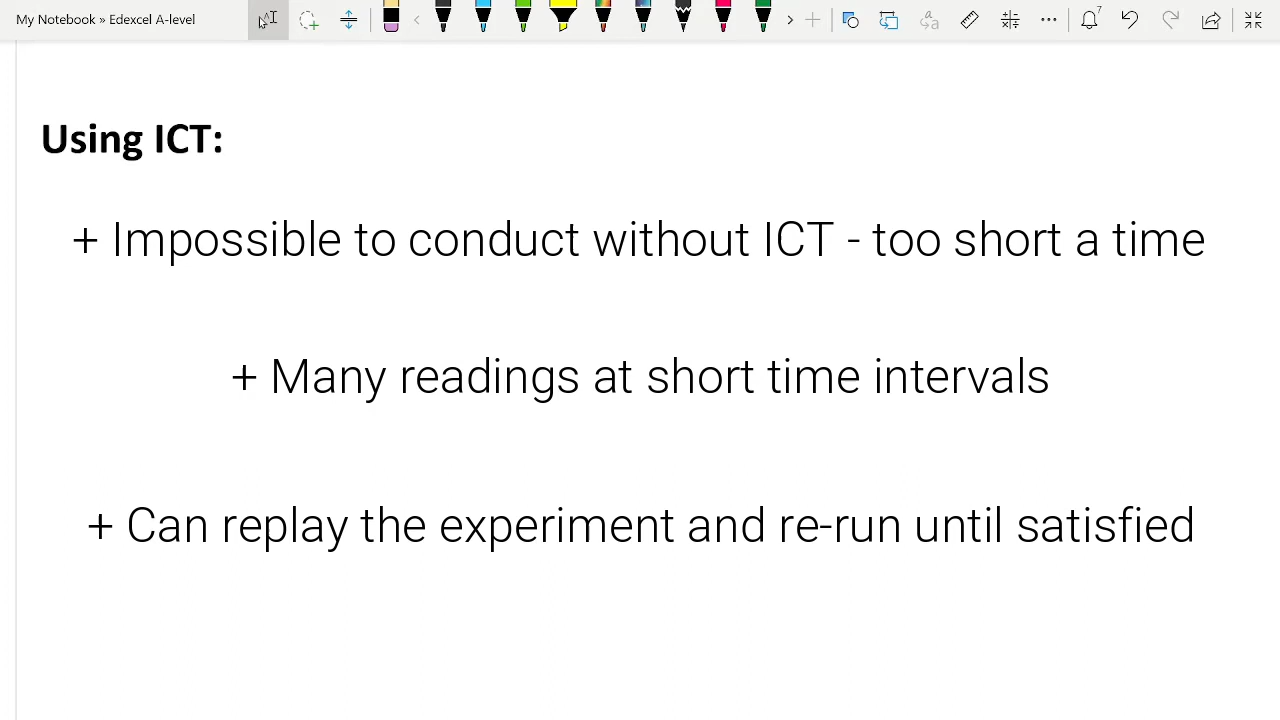 My Notebook » Edexcel A-level
7
Using ICT:
+ Impossible to conduct without ICT - too short a time
+ Many readings at short time intervals
+ Can replay the experiment and re-run until satisfied